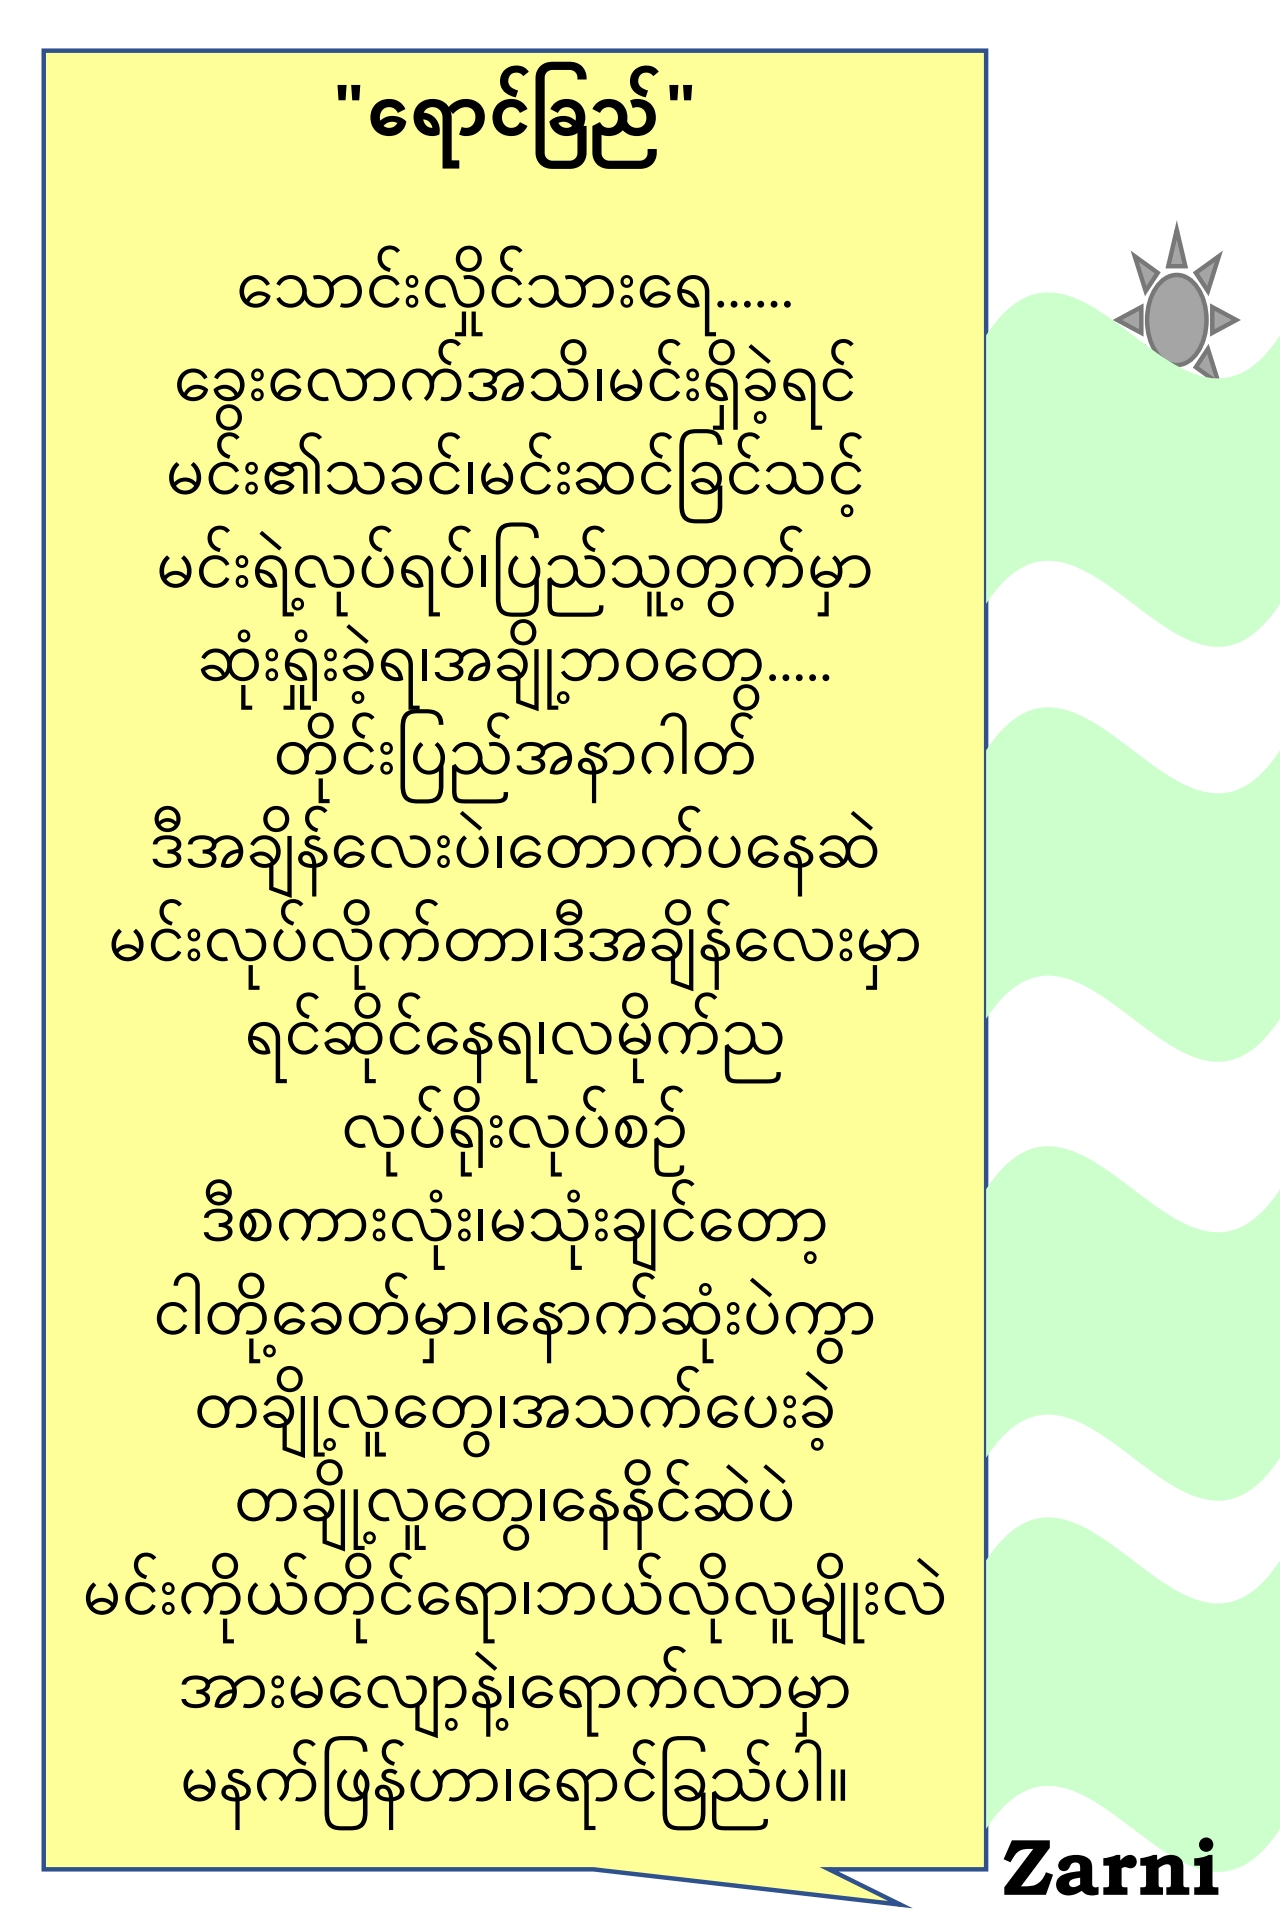 "ရောင်ခြည်"
သောင်းလှိုင်သားရေ......
ခွေးလောက်အသိ၊မင်းရှိခဲ့ရင်
မင်း၏သခင်၊မင်းဆင်ခြင်သင့်
မင်းရဲ့လုပ်ရပ်၊ပြည်သူ့တွက်မှာ
ဆုံးရှုံးခဲ့ရ၊အချို့ဘဝတွေ.....
တိုင်းပြည်အနာဂါတ်
ဒီအချိန်လေးပဲ၊တောက်ပနေဆဲ
မင်းလုပ်လိုက်တာ၊ဒီအချိန်လေးမှာ
ရင်ဆိုင်နေရ၊လမိုက်ည
လုပ်ရိုးလုပ်စဉ်
ဒီစကားလုံး၊မသုံးချင်တော့
ငါတို့ခေတ်မှာ၊နောက်ဆုံးပဲကွာ
တချို့လူတွေ၊အသက်ပေးခဲ့
တချို့လူတွေ၊နေနိင်ဆဲပဲ
မင်းကိုယ်တိုင်ရော၊ဘယ်လိုလူမျိုးလဲ
အားမလျော့နဲ့၊ရောက်လာမှာ
မနက်ဖြန်ဟာ၊ရောင်ခြည်ပါ။
Zarni